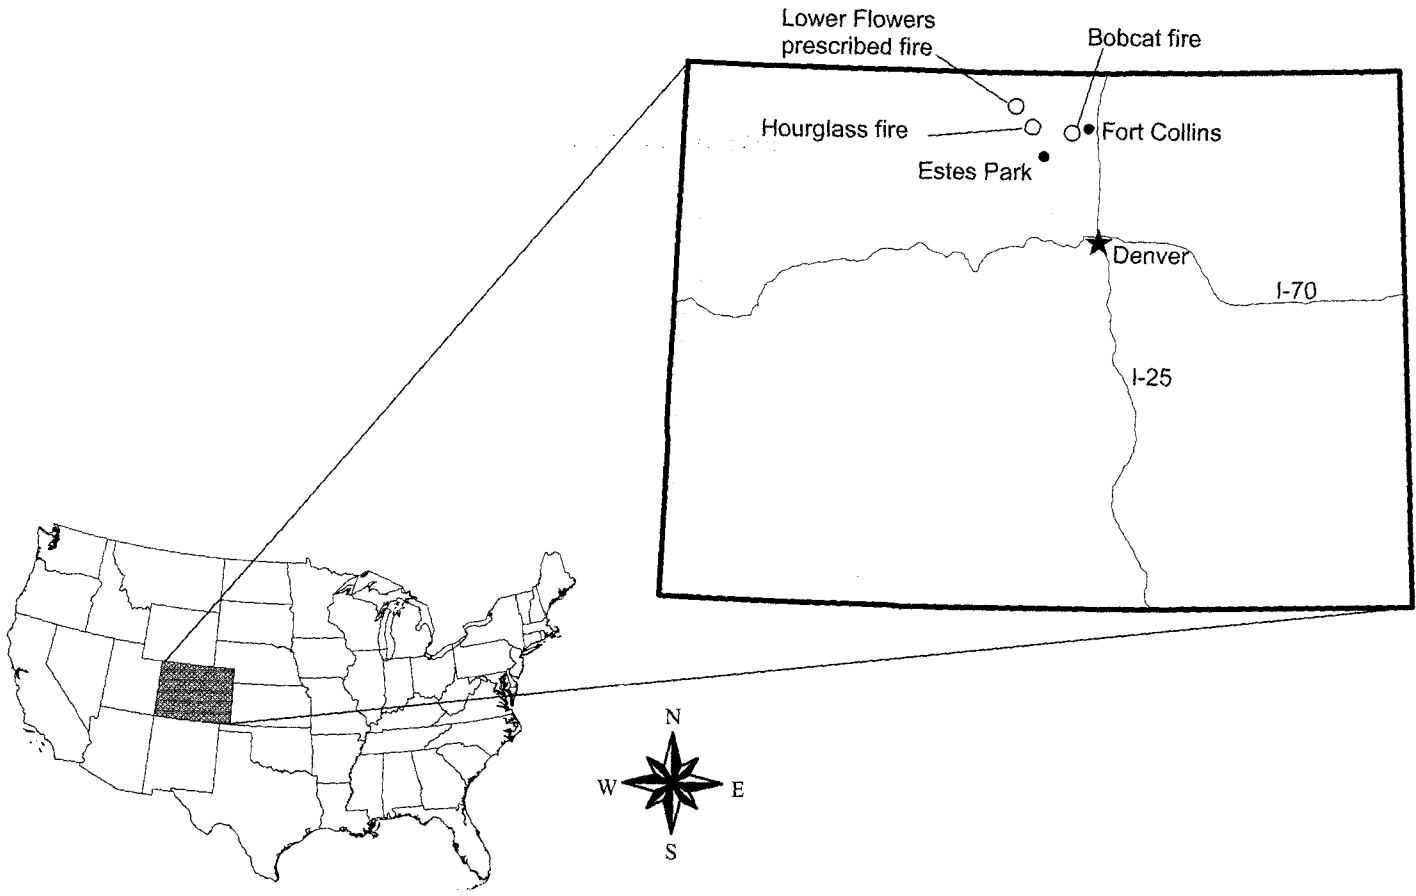 Lower Flowers
prescribed fire
Bobcat fire
Hourglass fire
Fort Collins
Estes Park
Denver
I-70
I-25
N
W
E
S